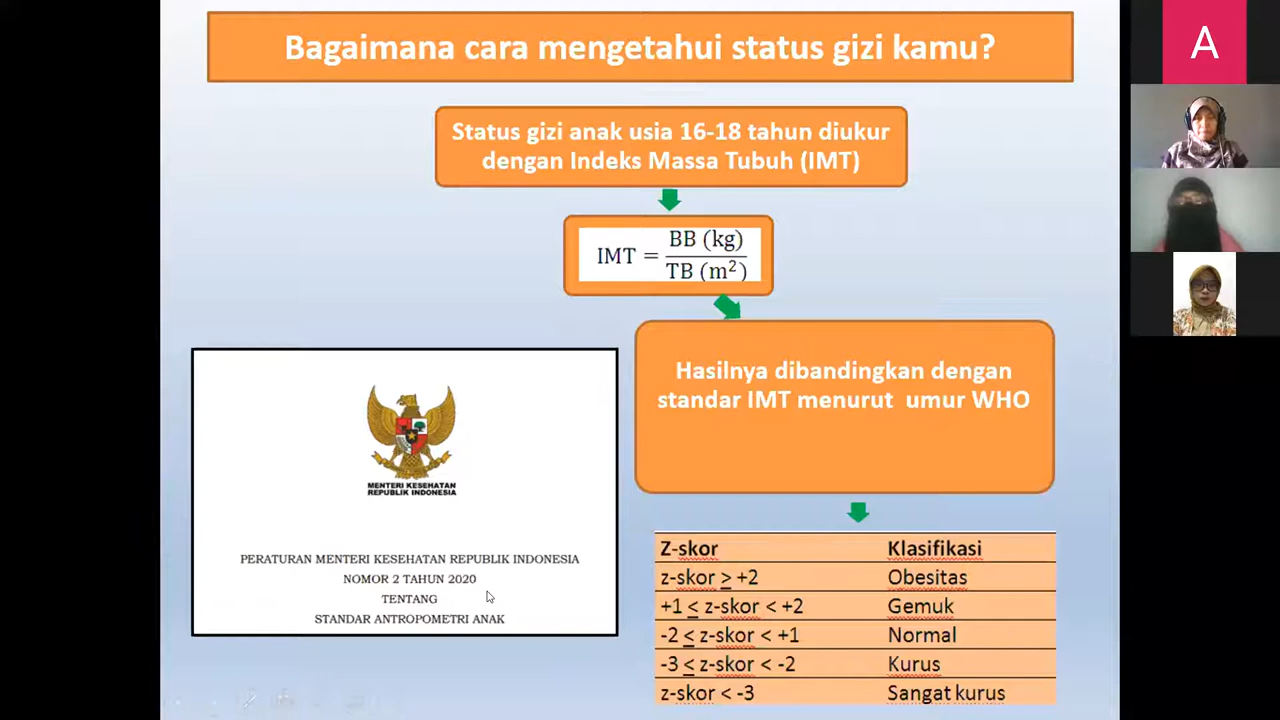 Bagaimana cara mengetahui status gizi kamu?
Status gizi anak usia 16-18 tahun diukur
dengan Indeks Massa Tubuh (IMT)
IMT = BB (kg) / TB (m²)
Hasilnya dibandingkan dengan
standar IMT menurut umur WHO
MENTERI KESEHATAN
REPUBLIK INDONESIA
PERATURAN MENTERI KESEHATAN REPUBLIK INDONESIA
NOMOR 2 TAHUN 2020
TENTANG
STANDAR ANTROPOMETRI ANAK
Z-skor Klasifikasi
z-skor ≥ +2 Obesitas
+1 ≤ z-skor < +2 Gemuk
-2 ≤ z-skor < +1 Normal
-3 ≤ z-skor < -2 Kurus
z-skor < -3 Sangat kurus
A